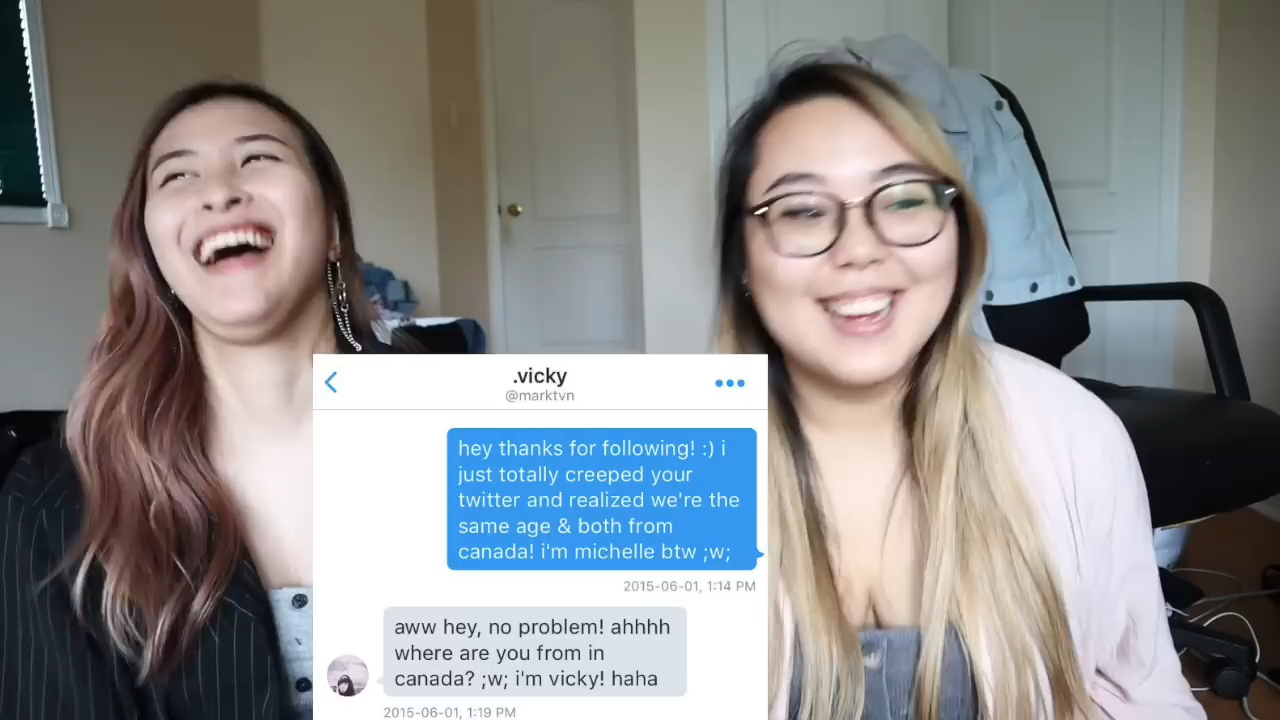 .vicky
@marktvn
hey thanks for following! :) i
just totally creeped your
twitter and realized we're the
same age & both from
canada! i'm michelle btw ;w;
2015-06-01, 1:14 PM
aww hey, no problem! ahhhh
where are you from in
canada? ;w; i'm vicky! haha
2015-06-01, 1:19 PM